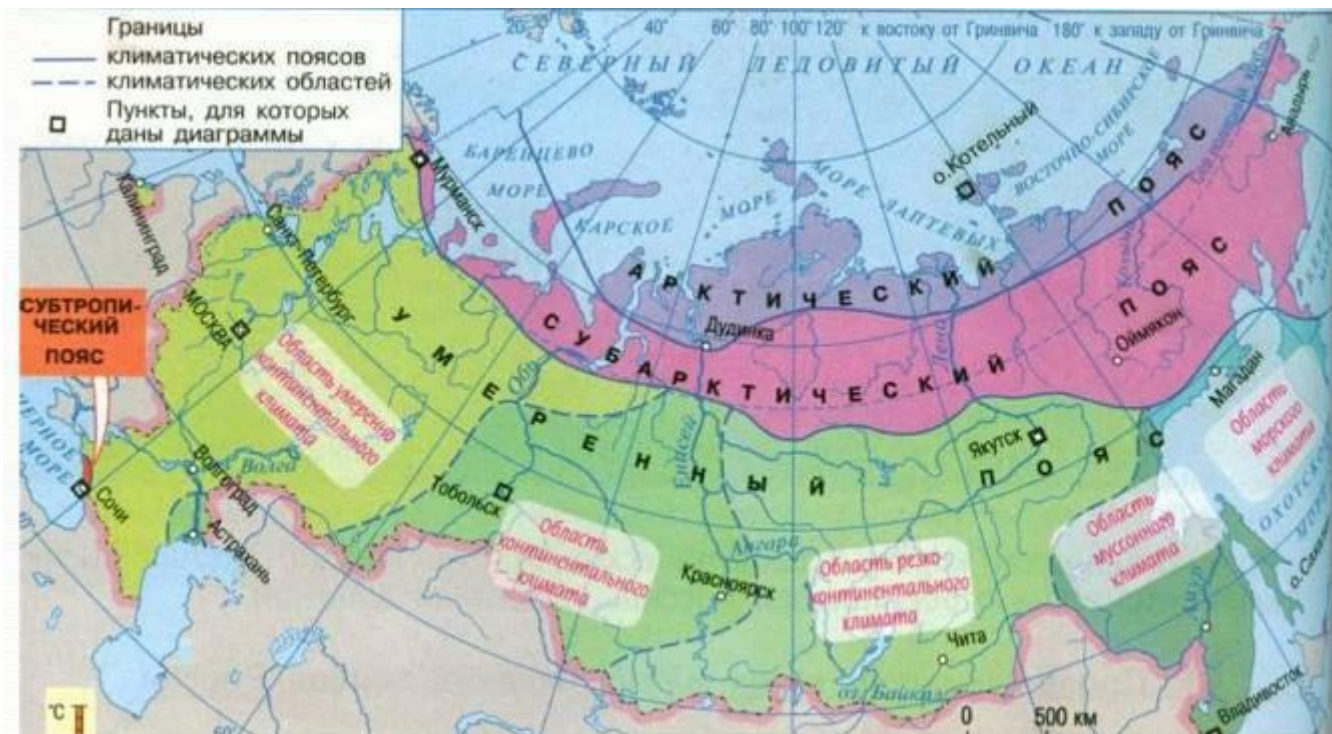 Границы
климатических поясов
климатических областей
Пункты, для которых
даны диаграммы
20°
40°
60° 80° 100° 120° к востоку от Гринвича 180° к западу от Гринвича
СЕВЕРНЫЙ ЛЕДОВИТЫЙ ОКЕАН
БАРЕНЦЕВО
МОРЕ
КАРСКОЕ
МОРЕ
МОРЕ ЛАПТЕВЫХ
ВОСТОЧНО-СИБИРСКОЕ
МОРЕ
о.Котельный
Анадырь
Мурманск
Калининград
Санкт-Петербург
МОСКВА
СУБТРОПИ-
ЧЕСКИЙ
ПОЯС
ЧЕРНОЕ
МОРЕ
Сочи
Волгоград
Волга
Астрахань
АРКТИЧЕСКИЙ ПОЯС
СУБАРКТИЧЕСКИЙ ПОЯС
УМЕРЕННЫЙ ПОЯС
Дудинка
Лена
Оймякон
Магадан
Якутск
Обь
Енисей
Тобольск
Ангара
Красноярск
Чита
оз. Байкал
Амур
Владивосток
Область умеренно
континентального
климата
Область
континентального
климата
Область резко-
континентального
климата
Область
муссонного
климата
Область
морского
климата
0 500 км
°C